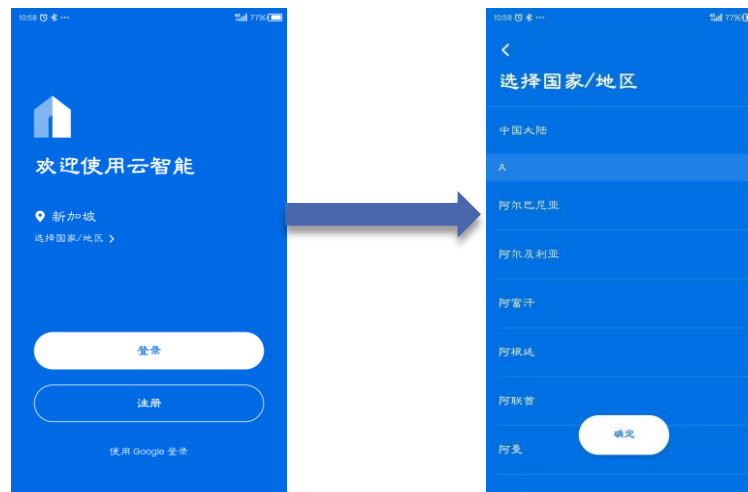 10:58
77%
欢迎使用云智能
新加坡
选择国家/地区
登录
注册
使用 Google 登录
10:58
77%
选择国家/地区
中国大陆
A
阿尔巴尼亚
阿尔及利亚
阿富汗
阿根廷
阿联酋
确定
阿曼